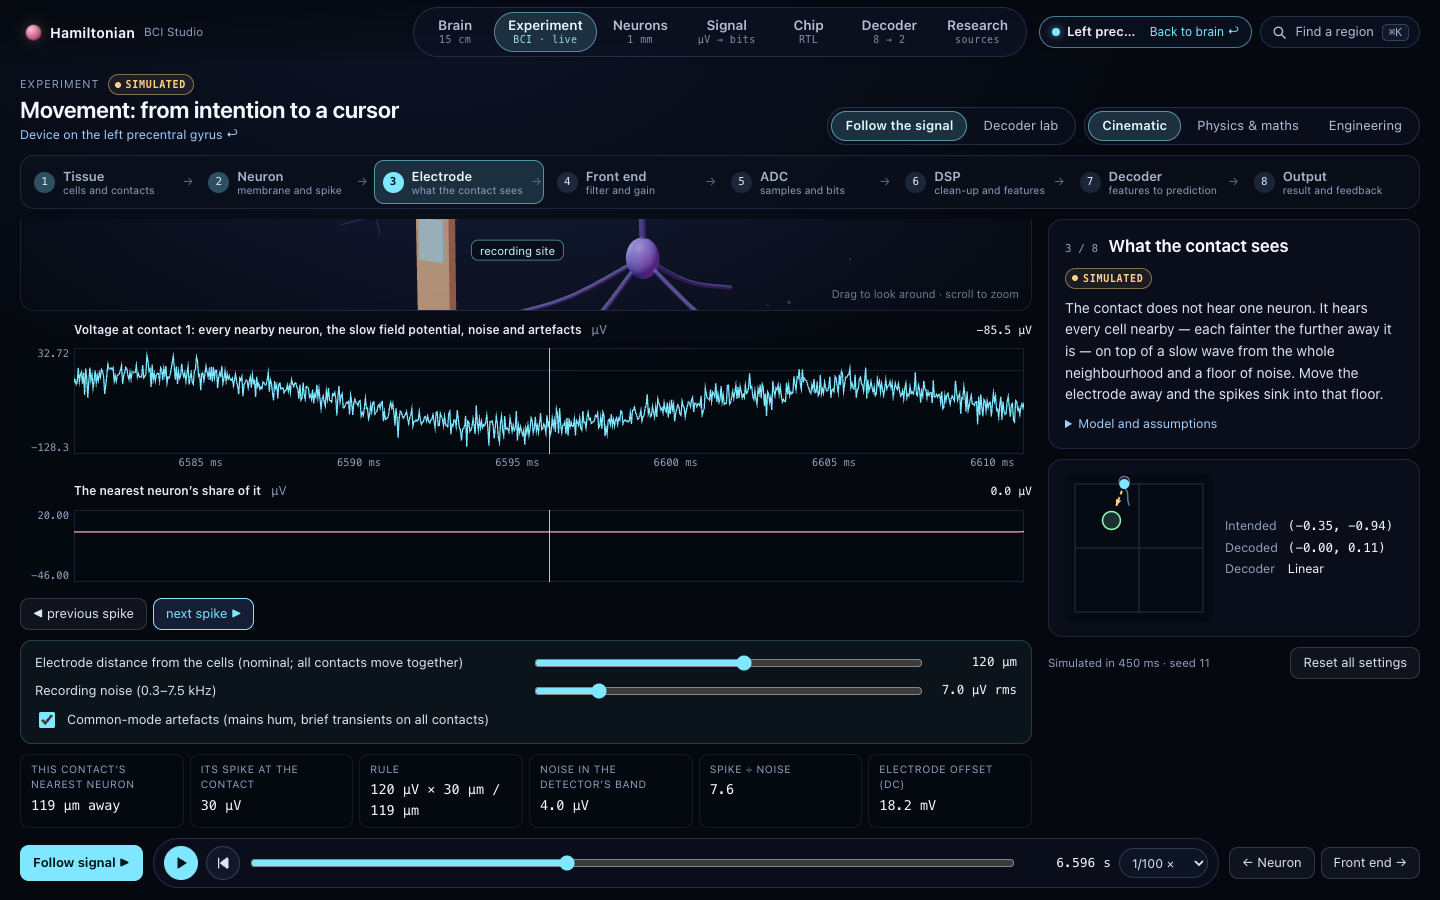 Hamiltonian BCI Studio
Brain
15 cm
Experiment
BCI · live
Neurons
1 mm
Signal
µV → bits
Chip
RTL
Decoder
8 → 2
Research
sources
Left prec... Back to brain ↩
Find a region ⌘K
EXPERIMENT SIMULATED
Movement: from intention to a cursor
Device on the left precentral gyrus ↩
Follow the signal Decoder lab
Cinematic Physics & maths Engineering
1 Tissue
cells and contacts
→
2 Neuron
membrane and spike
→
3 Electrode
what the contact sees
→
4 Front end
filter and gain
→
5 ADC
samples and bits
→
6 DSP
clean-up and features
→
7 Decoder
features to prediction
→
8 Output
result and feedback
recording site
Drag to look around · scroll to zoom
Voltage at contact 1: every nearby neuron, the slow field potential, noise and artefacts µV
−85.5 µV
32.72
−128.3
6585 ms 6590 ms 6595 ms 6600 ms 6605 ms 6610 ms
The nearest neuron's share of it µV
0.0 µV
20.00
−46.00
◀ previous spike
next spike ▶
Electrode distance from the cells (nominal; all contacts move together)
120 µm
Recording noise (0.3–7.5 kHz)
7.0 µV rms
Common-mode artefacts (mains hum, brief transients on all contacts)
THIS CONTACT'S
NEAREST NEURON
119 µm away
ITS SPIKE AT THE
CONTACT
30 µV
RULE
120 µV × 30 µm /
119 µm
NOISE IN THE
DETECTOR'S BAND
4.0 µV
SPIKE ÷ NOISE
7.6
ELECTRODE OFFSET
(DC)
18.2 mV
3 / 8 What the contact sees
SIMULATED
The contact does not hear one neuron. It hears
every cell nearby — each fainter the further away it
is — on top of a slow wave from the whole
neighbourhood and a floor of noise. Move the
electrode away and the spikes sink into that floor.
▶ Model and assumptions
Intended (−0.35, −0.94)
Decoded (−0.00, 0.11)
Decoder Linear
Simulated in 450 ms · seed 11
Reset all settings
Follow signal ▶
6.596 s
1/100 ×
← Neuron
Front end →